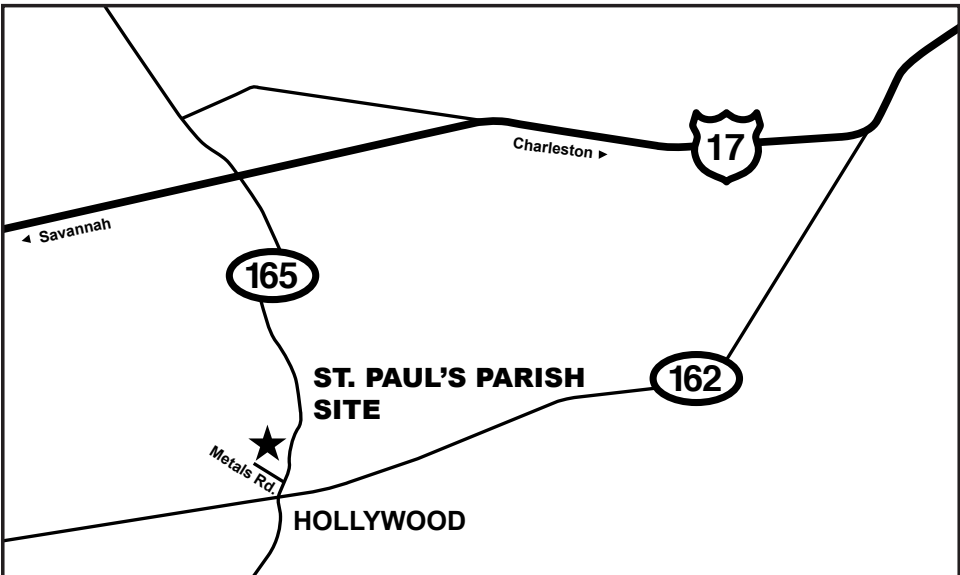 17
Charleston ►
◄ Savannah
165
ST. PAUL’S PARISH
SITE
162
Metals Rd.
HOLLYWOOD